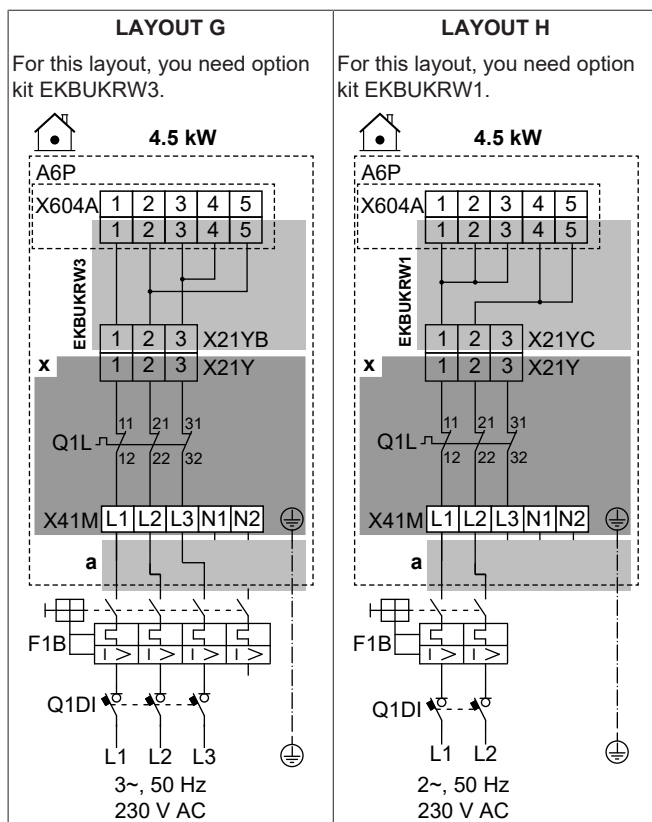 LAYOUT G
For this layout, you need option
kit EKBUKRW3.
4.5 kW
A6P
X604A 1 2 3 4 5
1 2 3 4 5
EKBUKRW3
1 2 3 X21YB
x 1 2 3 X21Y
11 21 31
Q1L
12 22 32
X41M L1 L2 L3 N1 N2
a
F1B
I > I > I > I >
Q1DI
L1 L2 L3
3~, 50 Hz
230 V AC
LAYOUT H
For this layout, you need option
kit EKBUKRW1.
4.5 kW
A6P
X604A 1 2 3 4 5
1 2 3 4 5
EKBUKRW1
1 2 3 X21YC
x 1 2 3 X21Y
11 21 31
Q1L
12 22 32
X41M L1 L2 L3 N1 N2
a
F1B
I > I >
Q1DI
L1 L2
2~, 50 Hz
230 V AC